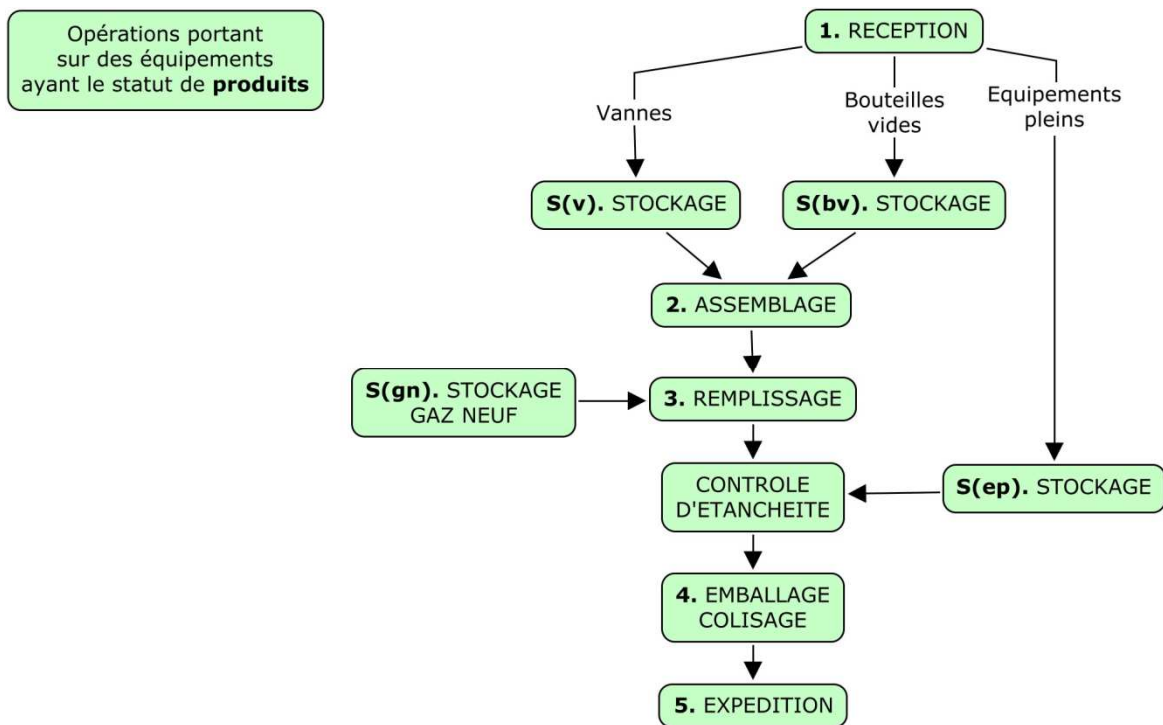 Opérations portant
sur des équipements
ayant le statut de produits
1. RECEPTION
Vannes
Bouteilles
vides
Equipements
pleins
S(v). STOCKAGE
S(bv). STOCKAGE
2. ASSEMBLAGE
S(gn). STOCKAGE
GAZ NEUF
3. REMPLISSAGE
CONTROLE
D'ETANCHEITE
S(ep). STOCKAGE
4. EMBALLAGE
COLISAGE
5. EXPEDITION